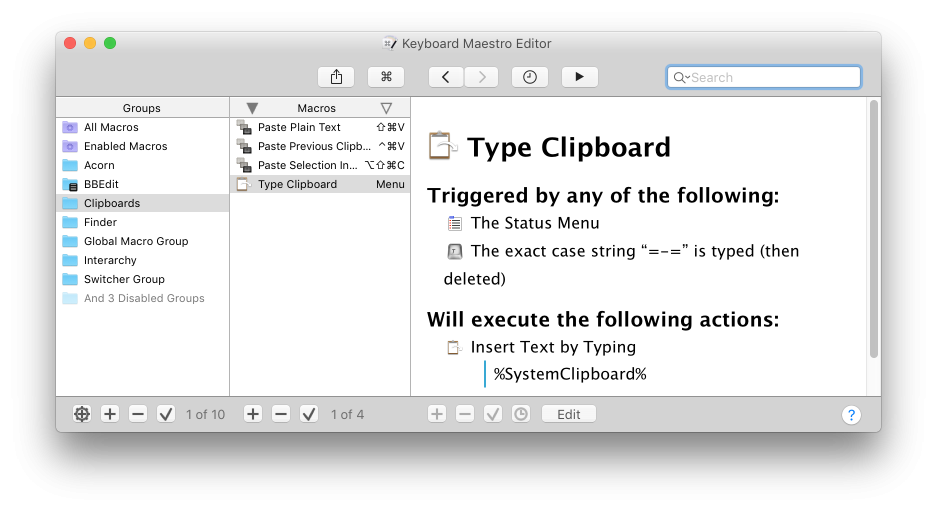 Keyboard Maestro Editor
⌘
Search
Groups
Macros
All Macros
Enabled Macros
Acorn
BBEdit
Clipboards
Finder
Global Macro Group
Interarchy
Switcher Group
And 3 Disabled Groups
Paste Plain Text ⇧⌘V
Paste Previous Clipb... ^⌘V
Paste Selection In... ⌥⇧⌘C
Type Clipboard Menu
Type Clipboard
Triggered by any of the following:
The Status Menu
The exact case string “=-=” is typed (then
deleted)
Will execute the following actions:
Insert Text by Typing
%SystemClipboard%
1 of 10
1 of 4
Edit
?